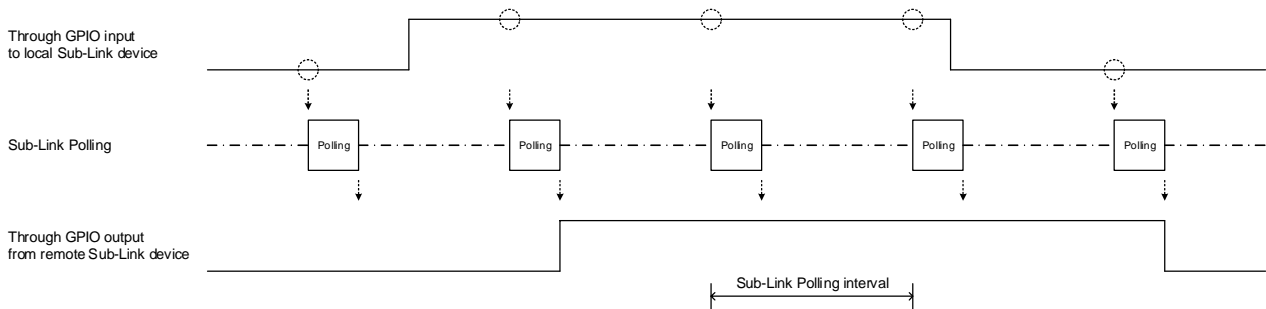 Through GPIO input
to local Sub-Link device
Sub-Link Polling
Polling
Polling
Polling
Polling
Polling
Through GPIO output
from remote Sub-Link device
Sub-Link Polling interval